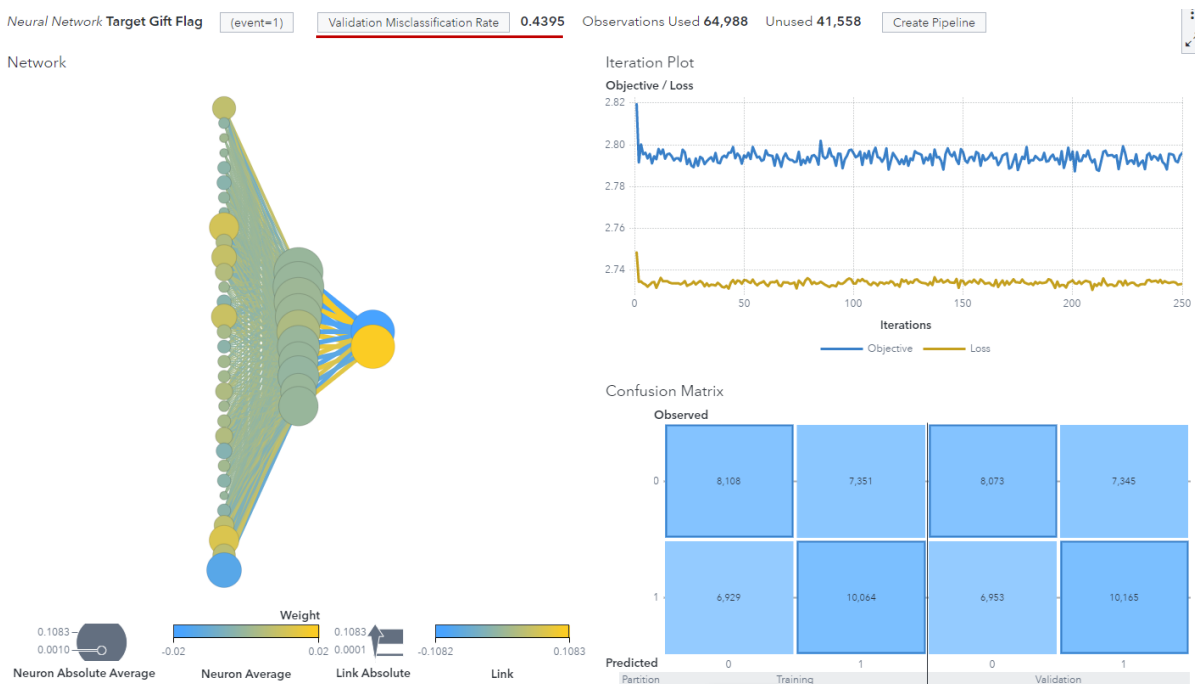 Neural Network Target Gift Flag (event=1) Validation Misclassification Rate 0.4395 Observations Used 64,988 Unused 41,558 Create Pipeline
Network
Iteration Plot
Objective / Loss
2.82
2.80
2.78
2.76
2.74
0 50 100 150 200 250
Iterations
Objective Loss
Confusion Matrix
Observed
0 8,108 7,351 8,073 7,345
1 6,929 10,064 6,953 10,165
Predicted 0 1 0 1
Partition Training Validation
Weight
0.1083
0.0010
Neuron Absolute Average
-0.02 0.02
Neuron Average
0.1083
0.0001
Link Absolute
-0.1082 0.1083
Link